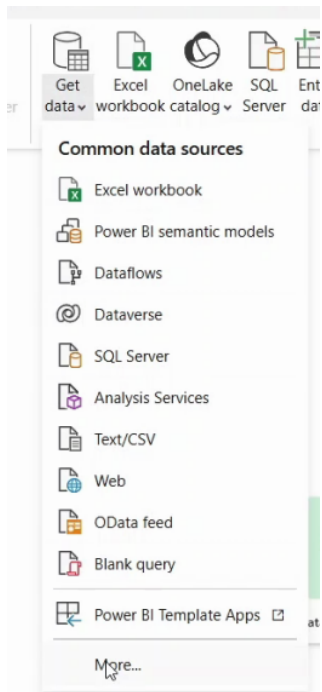 Get Excel OneLake SQL
data workbook catalog Server
Common data sources
Excel workbook
Power BI semantic models
Dataflows
Dataverse
SQL Server
Analysis Services
Text/CSV
Web
OData feed
Blank query
Power BI Template Apps
More...